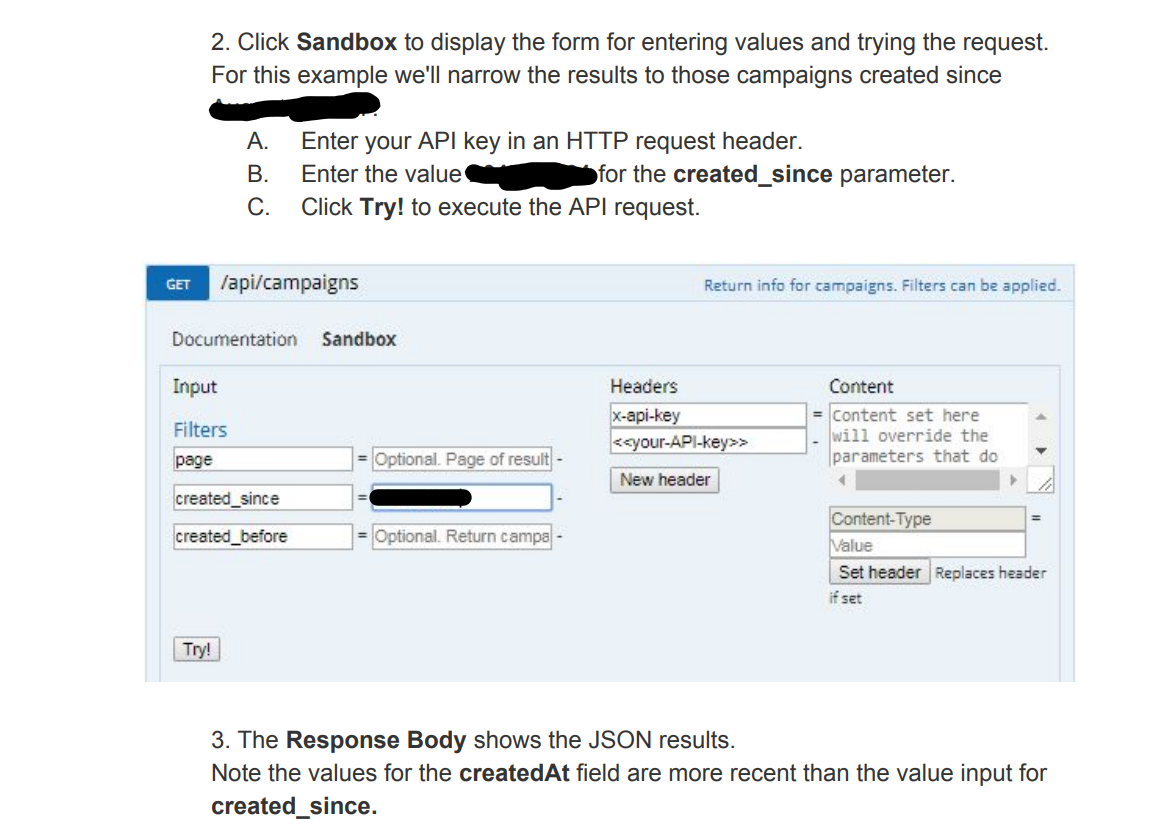 2. Click Sandbox to display the form for entering values and trying the request.
For this example we'll narrow the results to those campaigns created since
A. Enter your API key in an HTTP request header.
B. Enter the value for the created_since parameter.
C. Click Try! to execute the API request.
GET /api/campaigns Return info for campaigns. Filters can be applied.
Documentation Sandbox
Input Headers Content
x-api-key = Content set here
Filters <<your-API-key>> - will override the
page = Optional. Page of result - parameters that do
New header
created_since = -
Content-Type =
created_before = Optional. Return campa -
Value
Set header Replaces header
if set
Try!
3. The Response Body shows the JSON results.
Note the values for the createdAt field are more recent than the value input for
created_since.